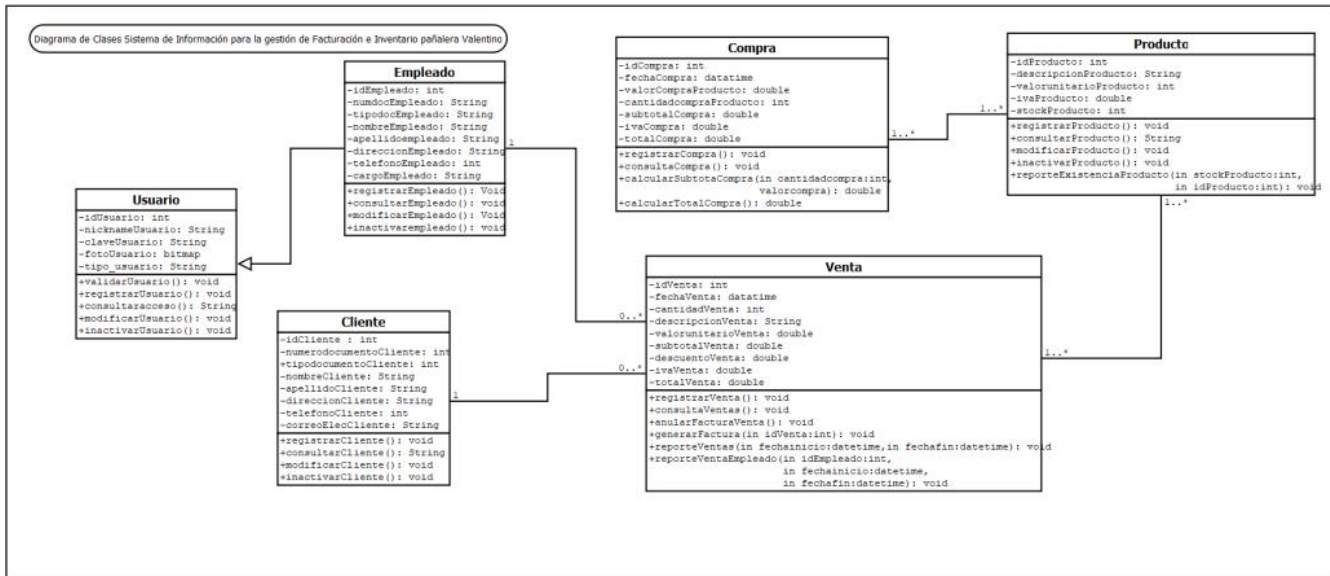 Diagrama de Clases Sistema de Información para la gestión de Facturación e Inventario pañalera Valentino
Empleado
-idEmpleado: int
-numdocEmpleado: String
-tipodocEmpleado: String
-nombreEmpleado: String
-apellidoempleado: String
-direccionEmpleado: String
-telefonoEmpleado: int
-cargoEmpleado: String
+registrarEmpleado(): Void
+consultarEmpleado(): Void
+modificarEmpleado(): Void
+inactivarempleado(): void
1
Compra
-idCompra: int
-fechaCompra: datatime
-valorCompraProducto: double
-cantidadcompraProducto: int
-subtotalCompra: double
-ivaCompra: double
-totalCompra: double
+registrarCompra(): void
+consultaCompra(): void
+calcularSubtotaCompra(in cantidadcompra:int,
valorcompra): double
+calcularTotalCompra(): double
1..*
1..*
Producto
-idProducto: int
-descripcionProducto: String
-valorunitarioProducto: int
-ivaProducto: double
-stockProducto: int
+registrarProducto(): void
+consultarProducto(): String
+modificarProducto(): void
+inactivarProducto(): void
+reporteExistenciaProducto(in stockProducto:int,
in idProducto:int): void
1..*
Usuario
-idUsuario: int
-nicknameUsuario: String
-claveUsuario: String
-fotoUsuario: bitmap
-tipo_usuario: String
+validarUsuario(): void
+registrarUsuario(): void
+consultaracceso(): String
+modificarUsuario(): void
+inactivarUsuario(): void
Cliente
-idCliente : int
-numerodocumentoCliente: int
+tipodocumentoCliente: int
-nombreCliente: String
-apellidoCliente: String
-direccionCliente: String
-telefonoCliente: int
-correoElecCliente: String
+registrarCliente(): void
+consultarCliente(): String
+modificarCliente(): void
+inactivarCliente(): void
1
0..*
0..*
Venta
-idVenta: int
-fechaVenta: datatime
-cantidadVenta: int
-descripcionVenta: String
-valorunitarioVenta: double
-subtotalVenta: double
-descuentoVenta: double
-ivaVenta: double
-totalVenta: double
+registrarVenta(): void
+consultaVentas(): void
+anularFacturaVenta(): void
+generarFactura(in idVenta:int): void
+reporteVentas(in fechainicio:datetime,in fechafin:datetime): void
+reporteVentaEmpleado(in idEmpleado:int,
in fechainicio:datetime,
in fechafin:datetime): void
1..*